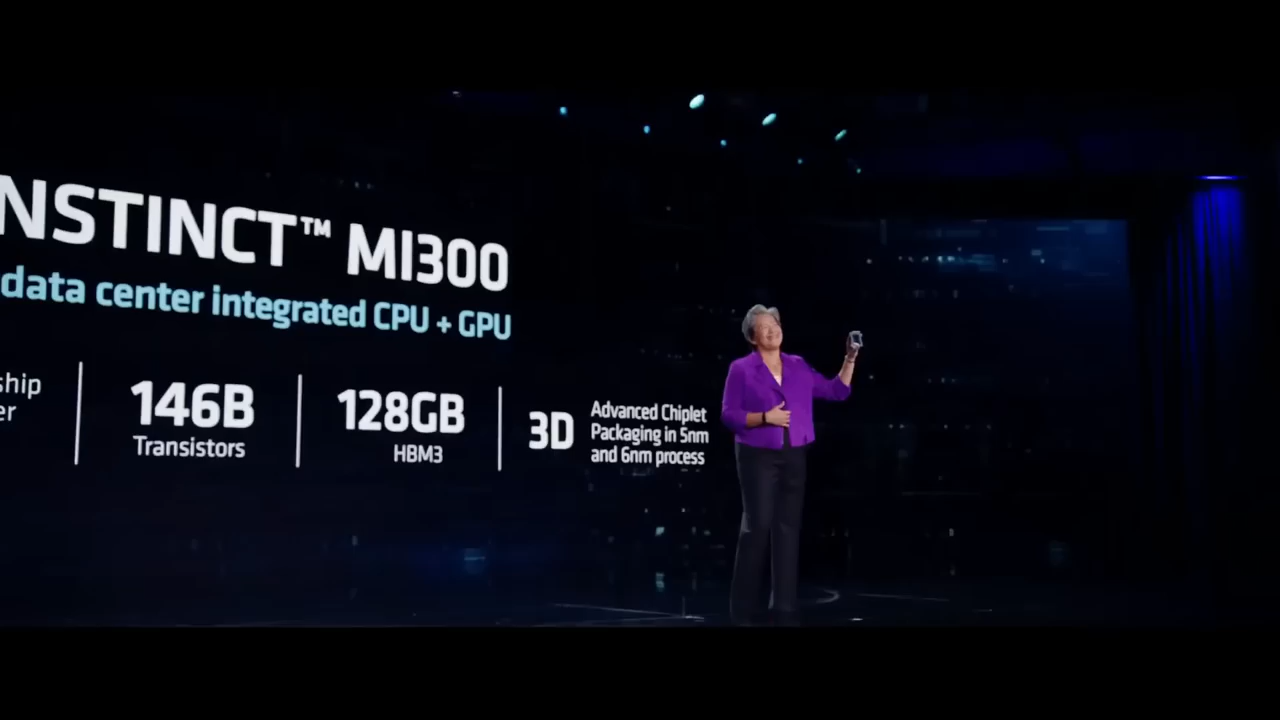 NSTINCT™ MI300
data center integrated CPU + GPU
ship
er
146B
Transistors
128GB
HBM3
3D
Advanced Chiplet
Packaging in 5nm
and 6nm process